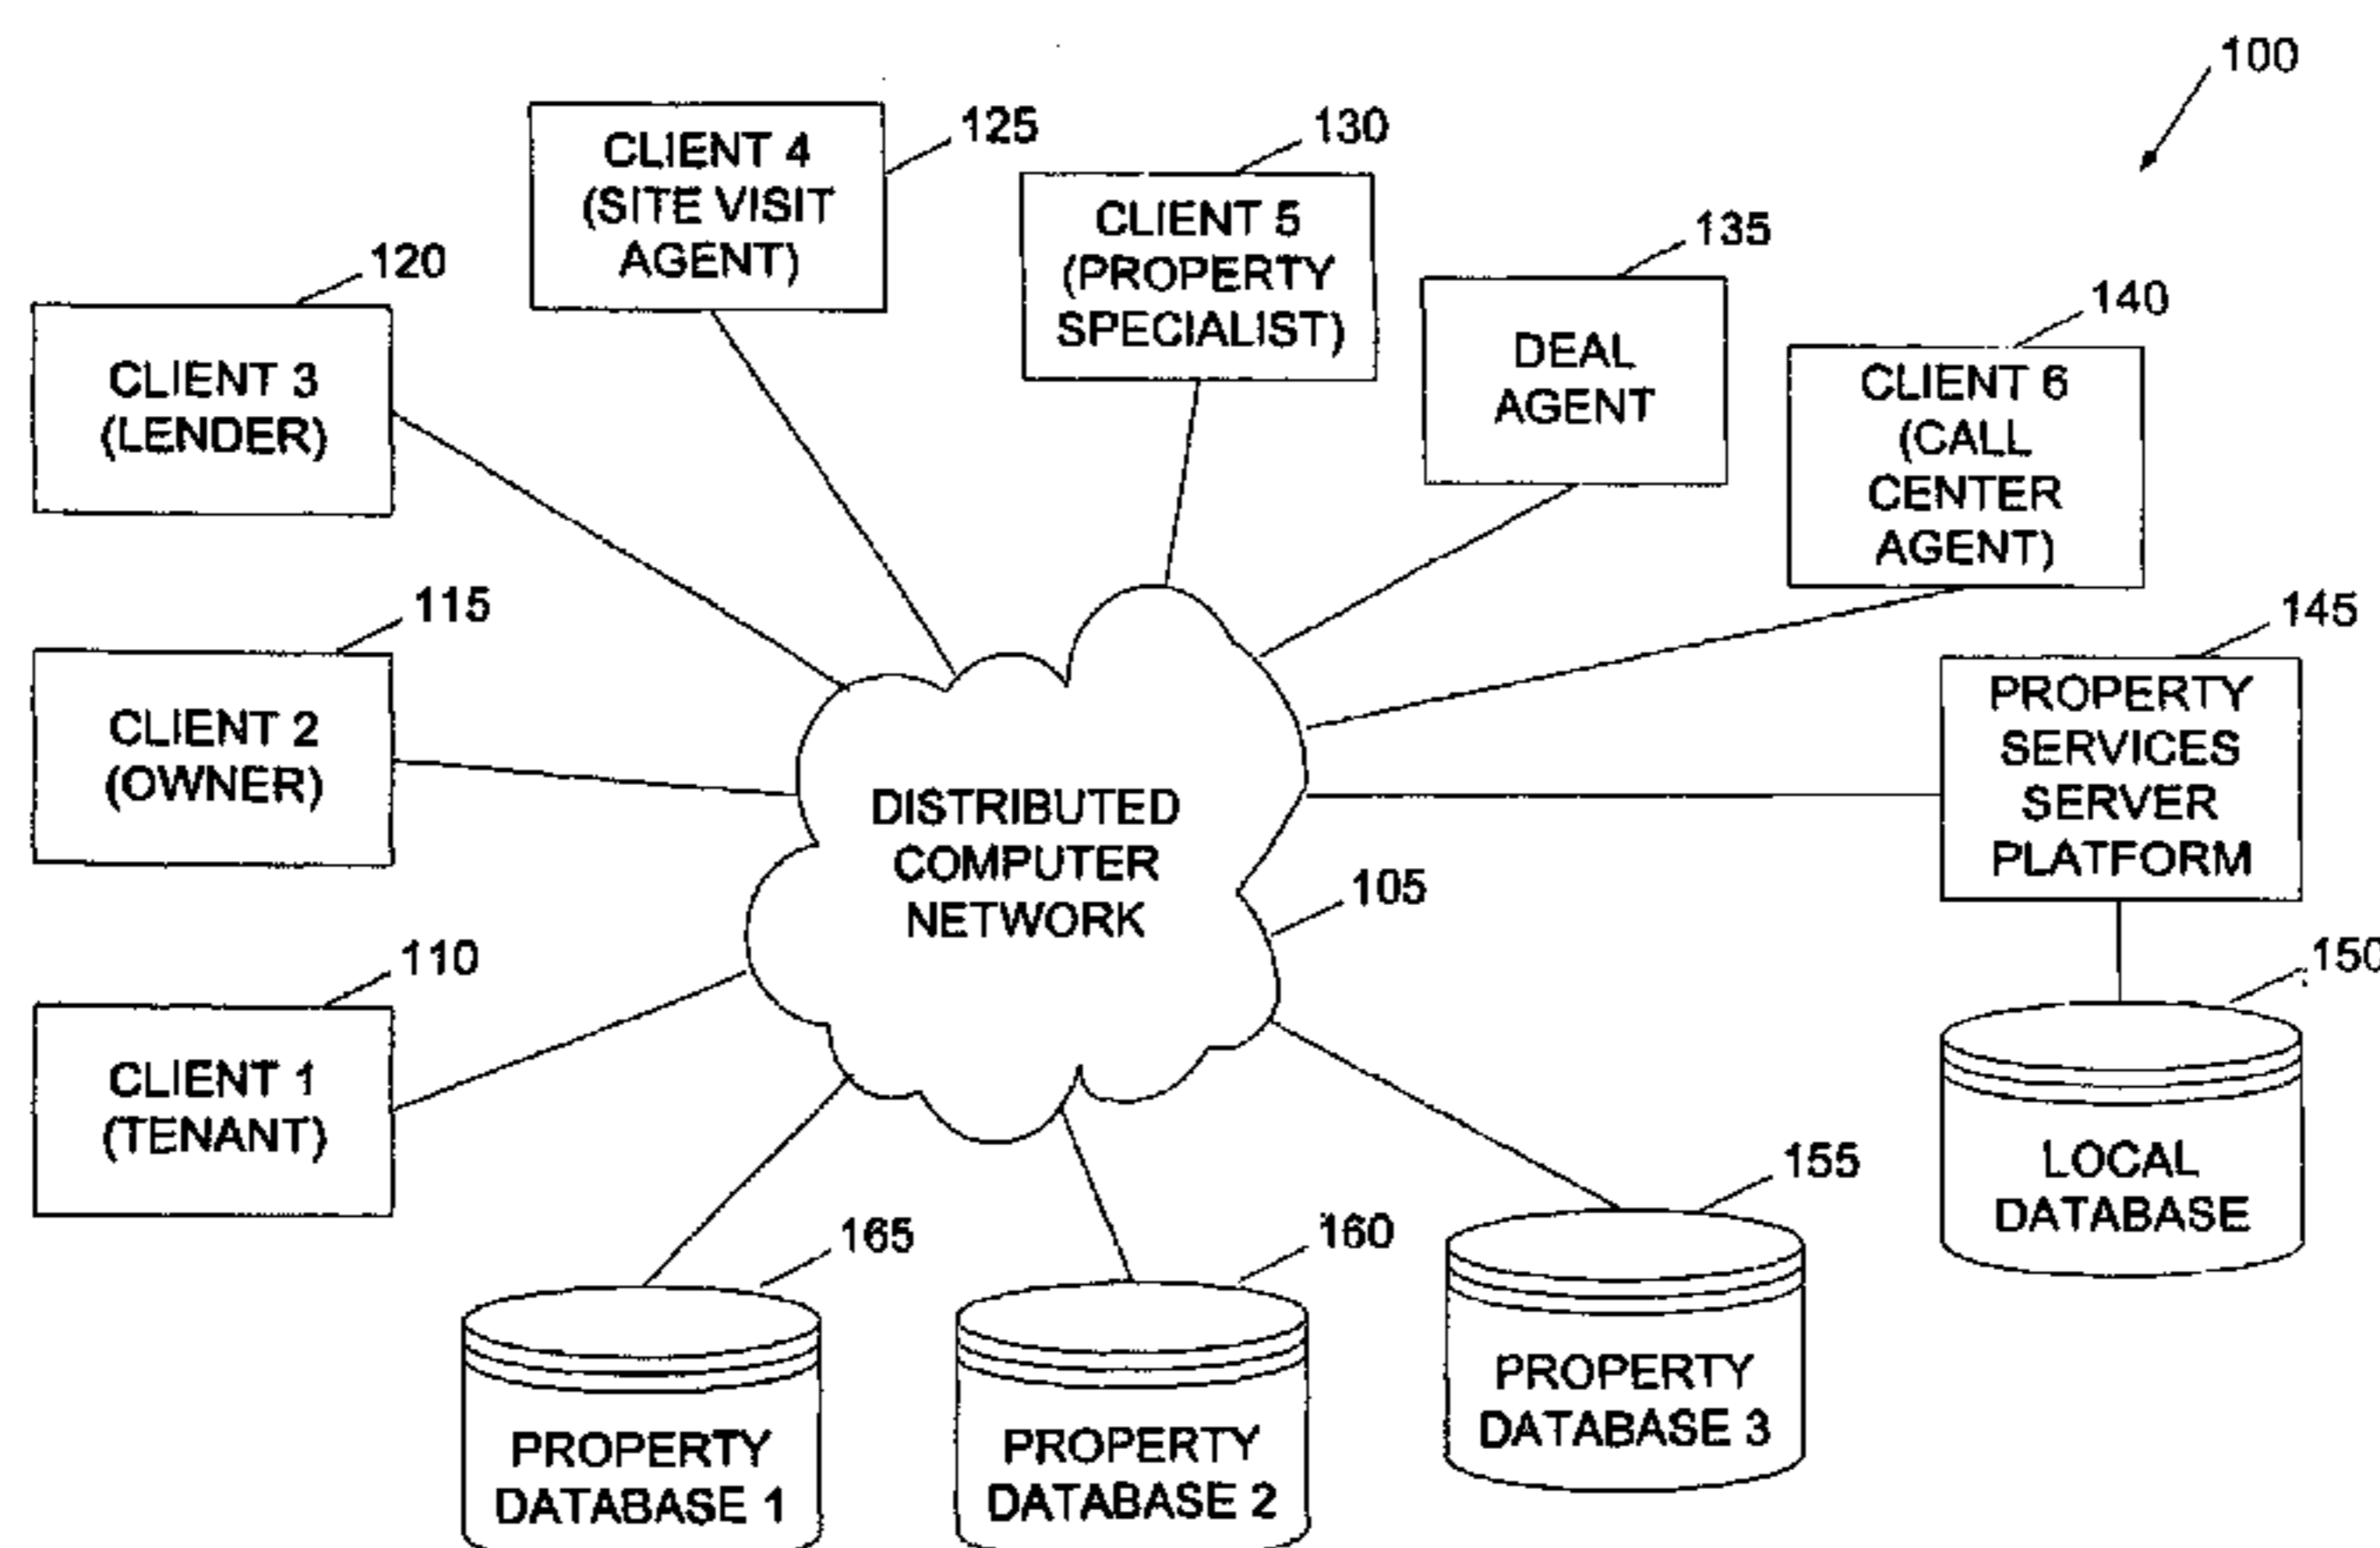 100
CLIENT 4
(SITE VISIT
AGENT)
125
CLIENT 5
(PROPERTY
SPECIALIST)
130
DEAL
AGENT
135
CLIENT 3
(LENDER)
120
CLIENT 6
(CALL
CENTER
AGENT)
140
CLIENT 2
(OWNER)
115
PROPERTY
SERVICES
SERVER
PLATFORM
145
DISTRIBUTED
COMPUTER
NETWORK
105
CLIENT 1
(TENANT)
110
LOCAL
DATABASE
150
PROPERTY
DATABASE 1
165
PROPERTY
DATABASE 2
160
PROPERTY
DATABASE 3
155